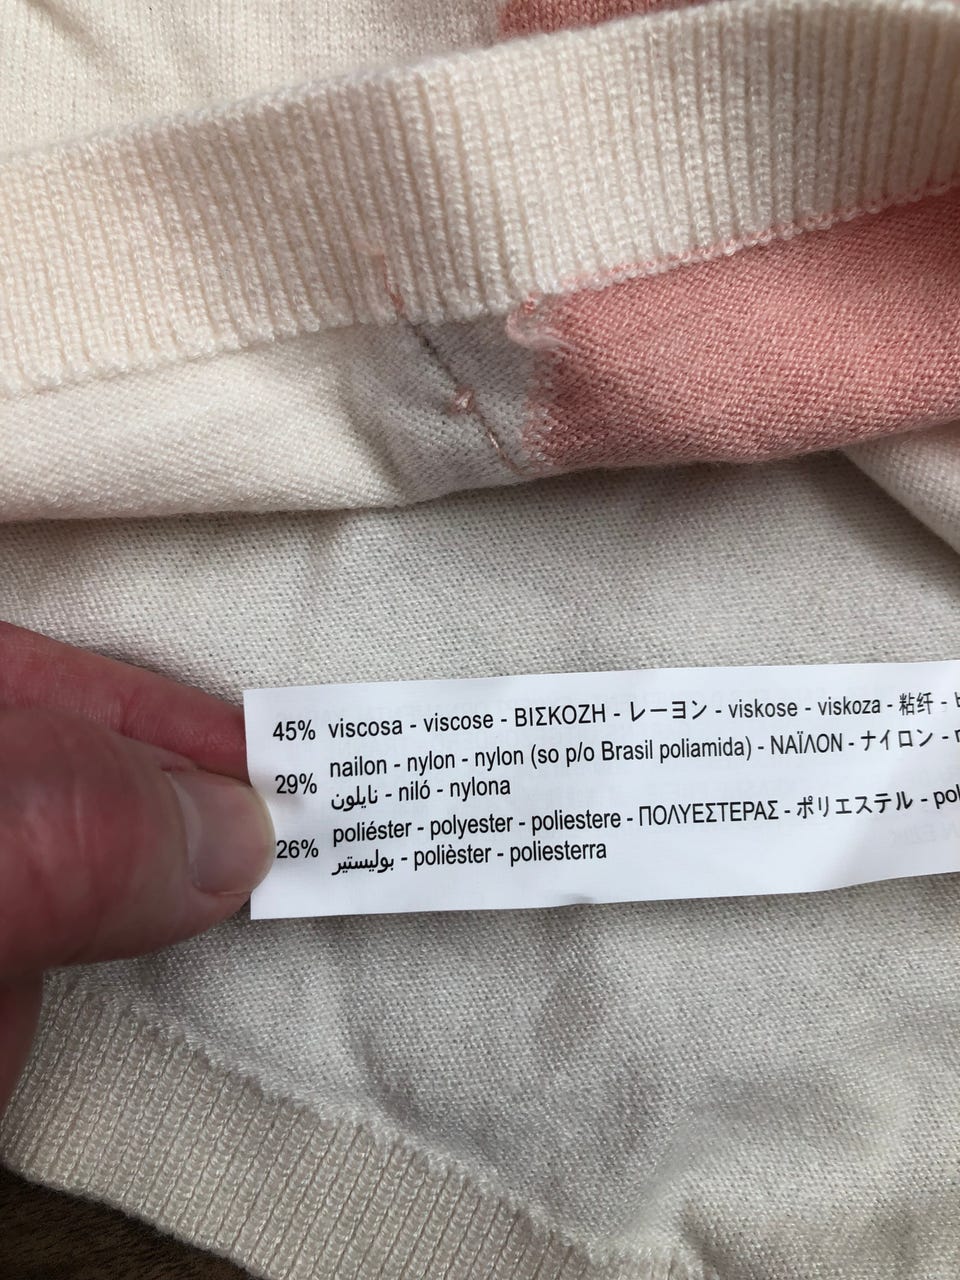 45% viscosa - viscose - ΒΙΣΚΟΖΗ - レーヨン - viskose - viskoza - 粘纤 -
29% nailon - nylon - nylon (so p/o Brasil poliamida) - ΝΑΪΛΟΝ - ナイロン -
نايلون - niló - nylona
26% poliéster - polyester - poliestere - ΠΟΛΥΕΣΤΕΡΑΣ - ポリエステル -
بوليستير - polièster - poliesterra